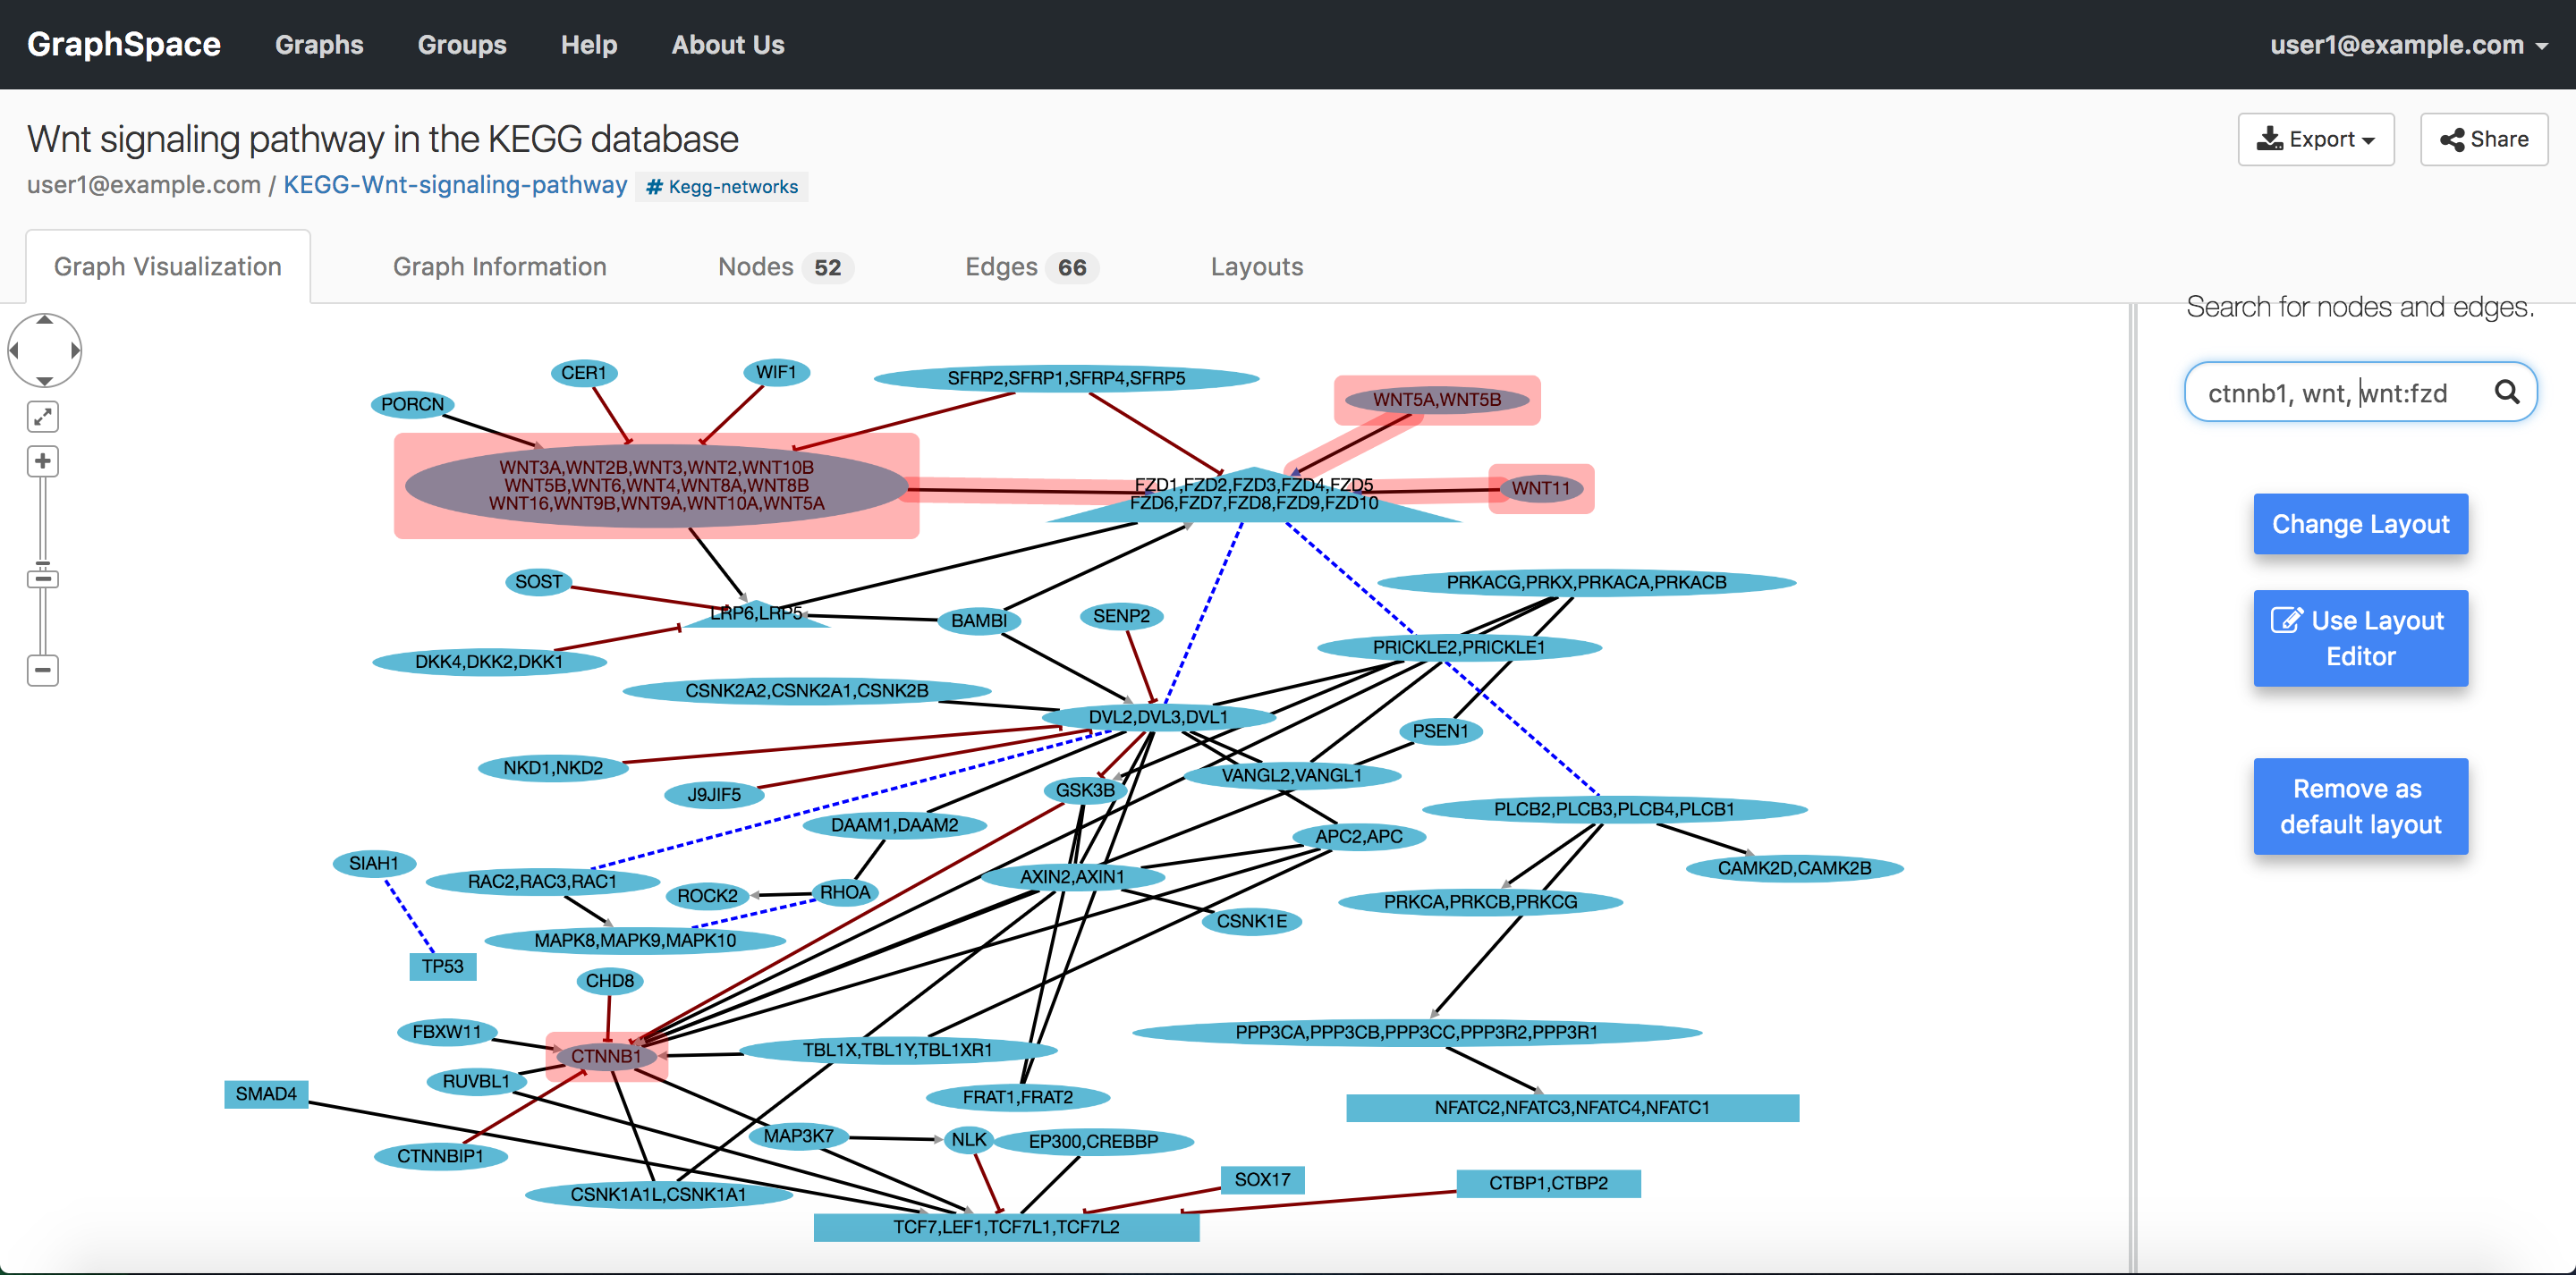 GraphSpace Graphs Groups Help About Us user1@example.com
Wnt signaling pathway in the KEGG database
Export Share
user1@example.com / KEGG-Wnt-signaling-pathway # Kegg-networks
Graph Visualization Graph Information Nodes 52 Edges 66 Layouts
Search for nodes and edges.
ctnnb1, wnt, wnt:fzd
Change Layout
Use Layout
Editor
Remove as
default layout
CER1
WIF1
SFRP2,SFRP1,SFRP4,SFRP5
PORCN
WNT5A,WNT5B
WNT3A,WNT2B,WNT3,WNT2,WNT10B
WNT5B,WNT6,WNT4,WNT8A,WNT8B
WNT16,WNT9B,WNT9A,WNT10A,WNT5A
FZD1,FZD2,FZD3,FZD4,FZD5
FZD6,FZD7,FZD8,FZD9,FZD10
WNT11
SOST
PRKACG,PRKX,PRKACA,PRKACB
LRP6,LRP5
BAMBI
SENP2
PRICKLE2,PRICKLE1
DKK4,DKK2,DKK1
CSNK2A2,CSNK2A1,CSNK2B
DVL2,DVL3,DVL1
PSEN1
NKD1,NKD2
VANGL2,VANGL1
J9JIF5
GSK3B
PLCB2,PLCB3,PLCB4,PLCB1
DAAM1,DAAM2
APC2,APC
SIAH1
CAMK2D,CAMK2B
RAC2,RAC3,RAC1
AXIN2,AXIN1
ROCK2
RHOA
PRKCA,PRKCB,PRKCG
CSNK1E
MAPK8,MAPK9,MAPK10
TP53
CHD8
FBXW11
PPP3CA,PPP3CB,PPP3CC,PPP3R2,PPP3R1
CTNNB1
TBL1X,TBL1Y,TBL1XR1
RUVBL1
SMAD4
FRAT1,FRAT2
NFATC2,NFATC3,NFATC4,NFATC1
MAP3K7
NLK
EP300,CREBBP
CTNNBIP1
SOX17
CTBP1,CTBP2
CSNK1A1L,CSNK1A1
TCF7,LEF1,TCF7L1,TCF7L2